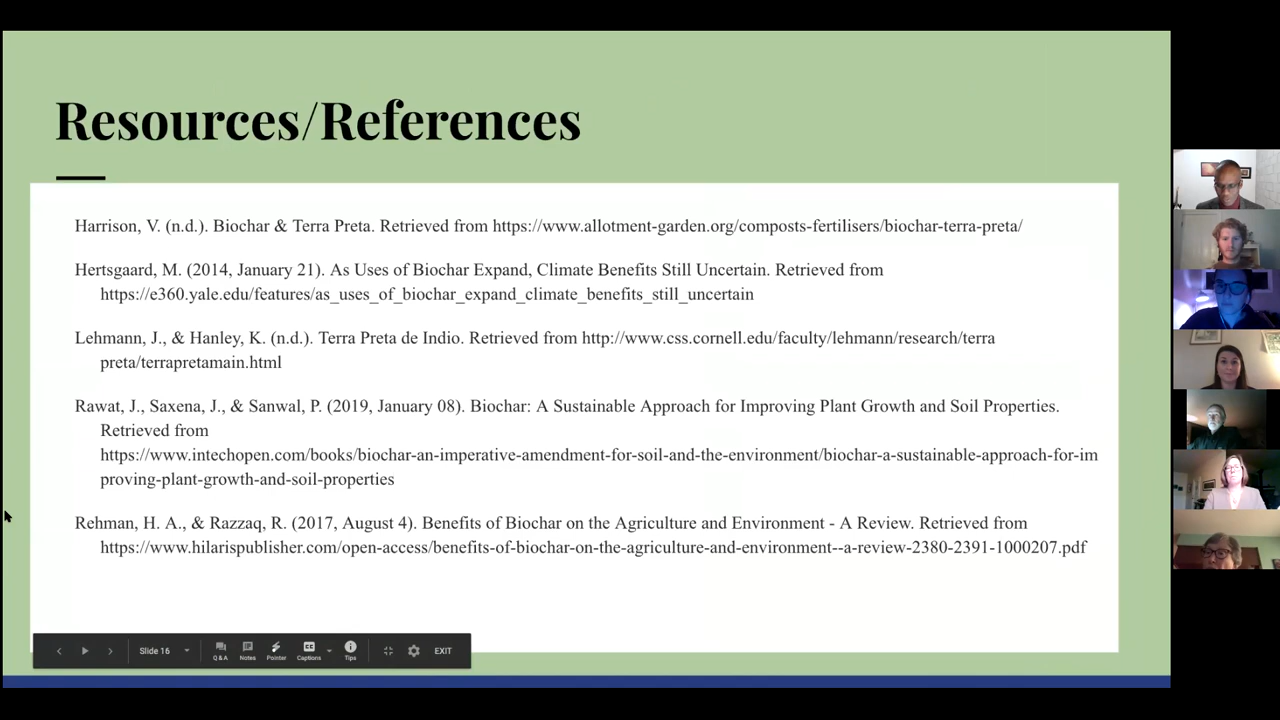 Resources/References
Harrison, V. (n.d.). Biochar & Terra Preta. Retrieved from https://www.allotment-garden.org/composts-fertilisers/biochar-terra-preta/
Hertsgaard, M. (2014, January 21). As Uses of Biochar Expand, Climate Benefits Still Uncertain. Retrieved from
https://e360.yale.edu/features/as_uses_of_biochar_expand_climate_benefits_still_uncertain
Lehmann, J., & Hanley, K. (n.d.). Terra Preta de Indio. Retrieved from http://www.css.cornell.edu/faculty/lehmann/research/terra
preta/terrapretamain.html
Rawat, J., Saxena, J., & Sanwal, P. (2019, January 08). Biochar: A Sustainable Approach for Improving Plant Growth and Soil Properties.
Retrieved from
https://www.intechopen.com/books/biochar-an-imperative-amendment-for-soil-and-the-environment/biochar-a-sustainable-approach-for-im
proving-plant-growth-and-soil-properties
Rehman, H. A., & Razzaq, R. (2017, August 4). Benefits of Biochar on the Agriculture and Environment - A Review. Retrieved from
https://www.hilarispublisher.com/open-access/benefits-of-biochar-on-the-agriculture-and-environment--a-review-2380-2391-1000207.pdf
Slide 16 Q&A Notes Pointer CC Captions Tips EXIT